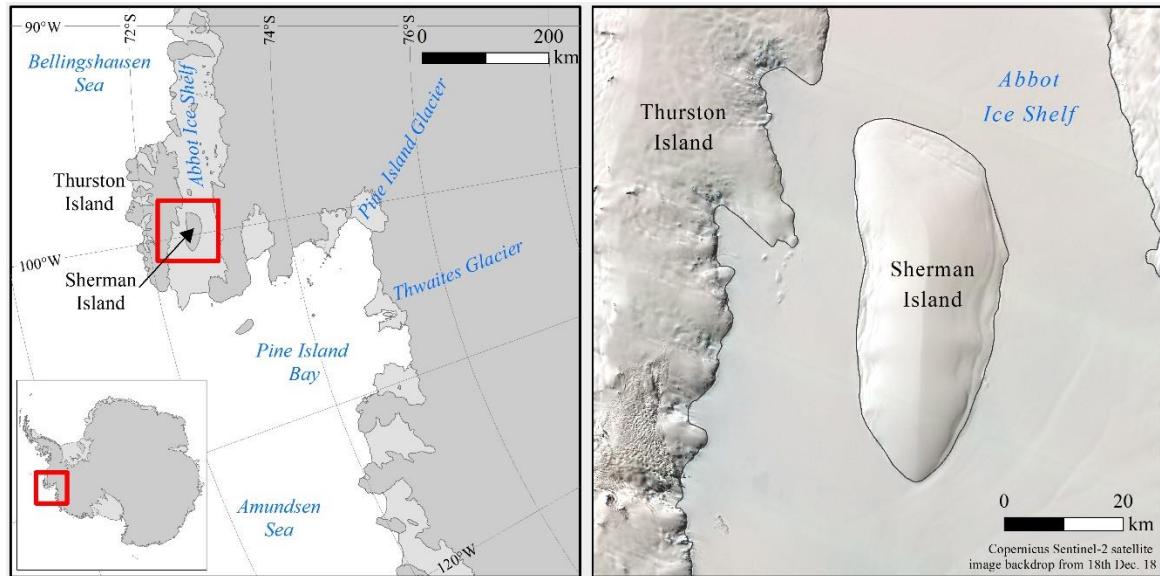 90°W
72°S
74°S
76°S
0 200
km
Bellingshausen
Sea
Abbot Ice Shelf
Pine Island Glacier
Thurston
Island
100°W
Sherman
Island
Thwaites Glacier
Pine Island
Bay
Amundsen
Sea
120°W
Abbot
Ice Shelf
Thurston
Island
Sherman
Island
0 20
km
Copernicus Sentinel-2 satellite
image backdrop from 18th Dec. 18